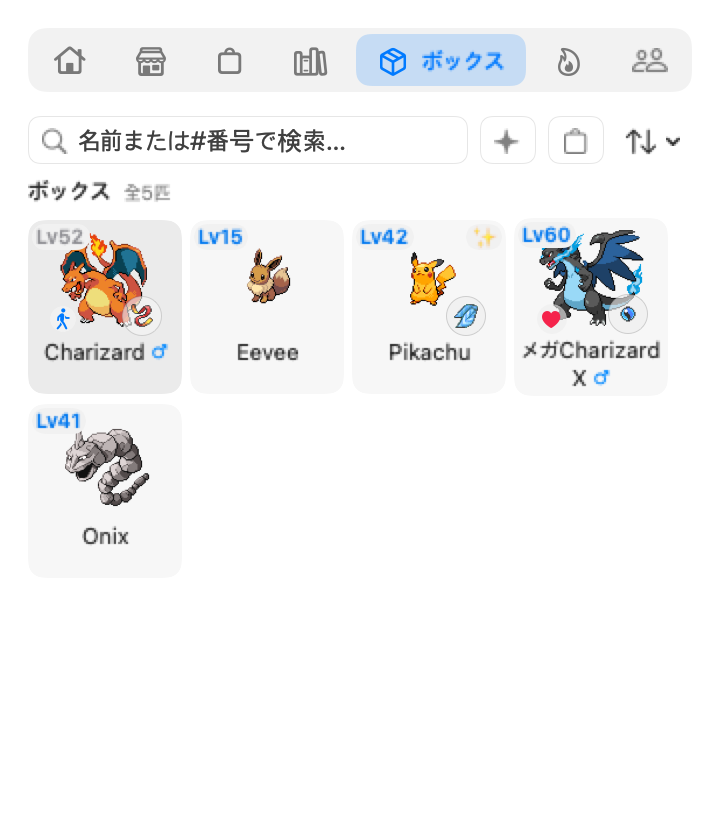 ボックス
名前または#番号で検索...
ボックス 全5匹
Lv52
Charizard ♂
Lv15
Eevee
Lv42
Pikachu
Lv60
メガCharizard
X ♂
Lv41
Onix